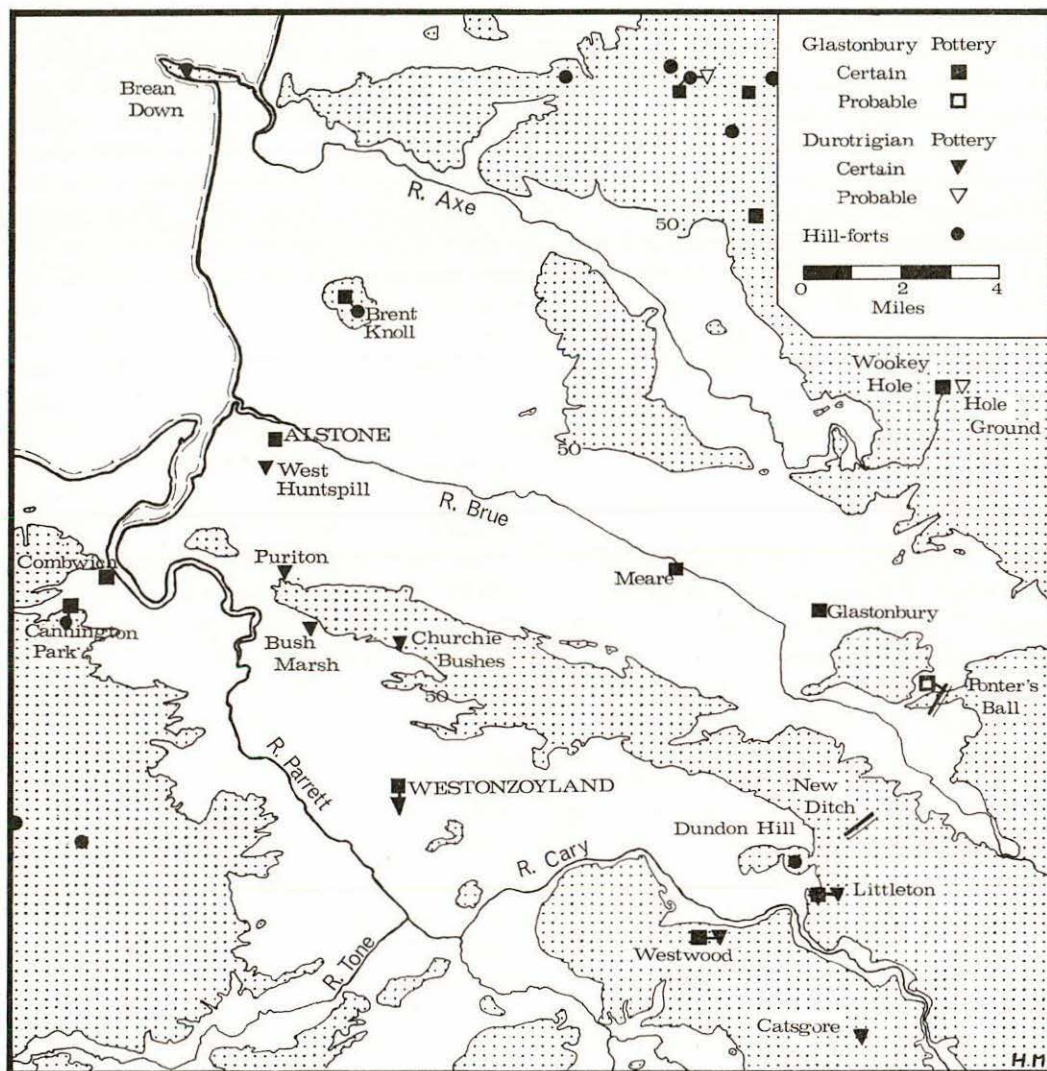 Glastonbury Pottery
Certain
Probable
Durotrigian Pottery
Certain
Probable
Hill-forts
0 2 4
Miles
Brean
Down
R. Axe
50
Brent
Knoll
Wookey
Hole
Hole
Ground
ALSTONE
50
West
Huntspill
R. Brue
Combwich
Puriton
Meare
Glastonbury
Cannington
Park
Bush
Marsh
Churchie
Bushes
50
Ponter's
Ball
R. Parrett
WESTONZOYLAND
New
Ditch
Dundon Hill
R. Cary
Littleton
Westwood
R. Tone
Catsgore
H.M